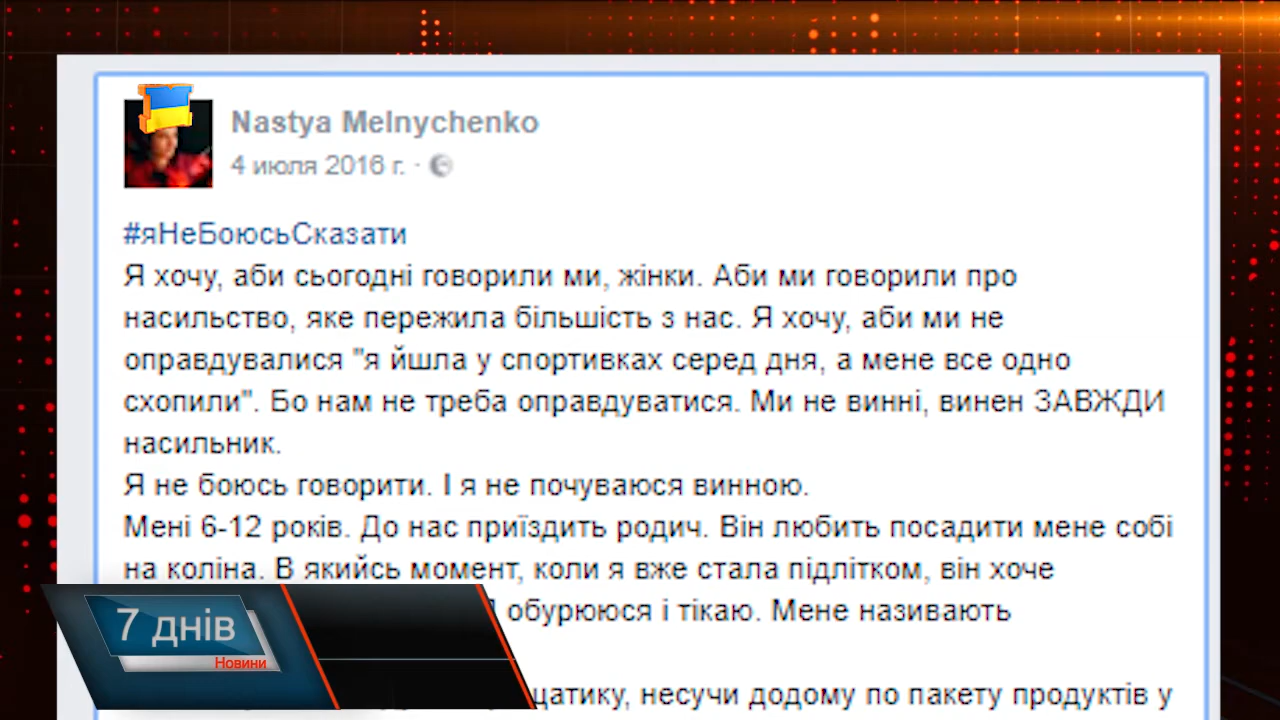 Nastya Melnychenko
4 июля 2016 г. ·
#яНеБоюсьСказати
Я хочу, аби сьогодні говорили ми, жінки. Аби ми говорили про
насильство, яке пережила більшість з нас. Я хочу, аби ми не
оправдувалися "я йшла у спортивках серед дня, а мене все одно
схопили". Бо нам не треба оправдуватися. Ми не винні, винен ЗАВЖДИ
насильник.
Я не боюсь говорити. І я не почуваюся винною.
Мені 6-12 років. До нас приїздить родич. Він любить посадити мене собі
на коліна. В якийсь момент, коли я вже стала підлітком, він хоче
обурююся і тікаю. Мене називають
щатику, несучи додому по пакету продуктів у
7 днів
Новини